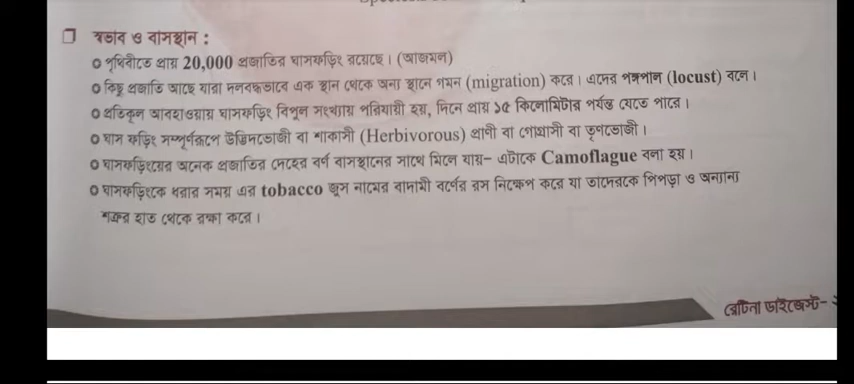 স্বভাব ও বাসস্থান :
পৃথিবীতে প্রায় 20,000 প্রজাতির ঘাসফড়িং রয়েছে। (আজমল)
কিছু প্রজাতি আছে যারা দলবদ্ধভাবে এক স্থান থেকে অন্য স্থানে গমন (migration) করে। এদের পঙ্গপাল (locust) বলে।
প্রতিকূল আবহাওয়ায় ঘাসফড়িং বিপুল সংখ্যায় পরিযায়ী হয়, দিনে প্রায় ১৫ কিলোমিটার পর্যন্ত যেতে পারে।
ঘাস ফড়িং সম্পূর্ণরূপে উদ্ভিদভোজী বা শাকাসী (Herbivorous) প্রাণী বা গোগ্রাসী বা তৃণভোজী।
ঘাসফড়িংয়ের অনেক প্রজাতির দেহের বর্ণ বাসস্থানের সাথে মিলে যায়– এটাকে Camoflague বলা হয়।
ঘাসফড়িংকে ধরার সময় এর tobacco জুস নামের বাদামী বর্ণের রস নিক্ষেপ করে যা তাদেরকে পিপড়া ও অন্যান্য
শত্রুর হাত থেকে রক্ষা করে।
রেটিনা ডাইজেস্ট-